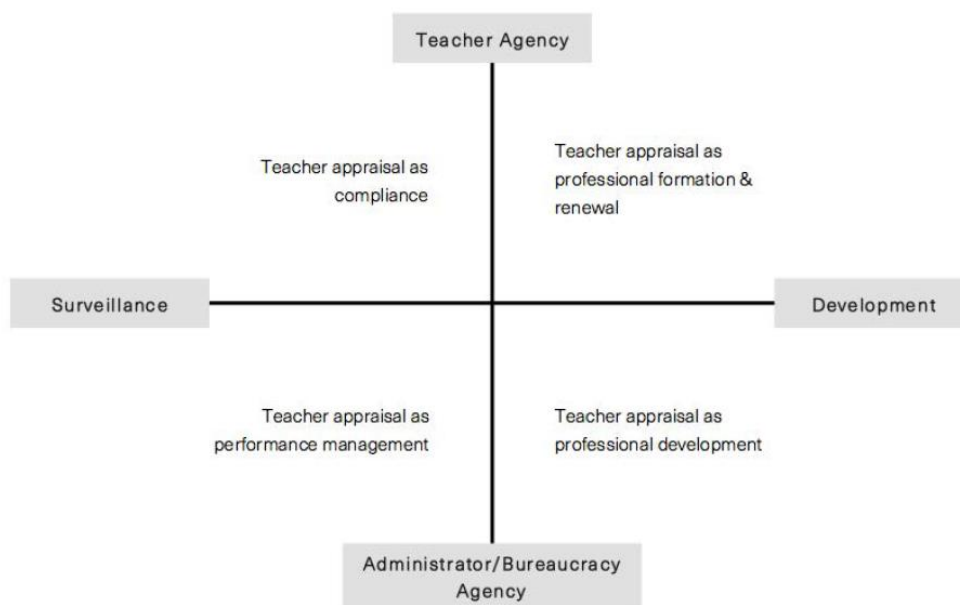 Teacher Agency
Teacher appraisal as
compliance
Teacher appraisal as
professional formation &
renewal
Surveillance
Development
Teacher appraisal as
performance management
Teacher appraisal as
professional development
Administrator/Bureaucracy
Agency